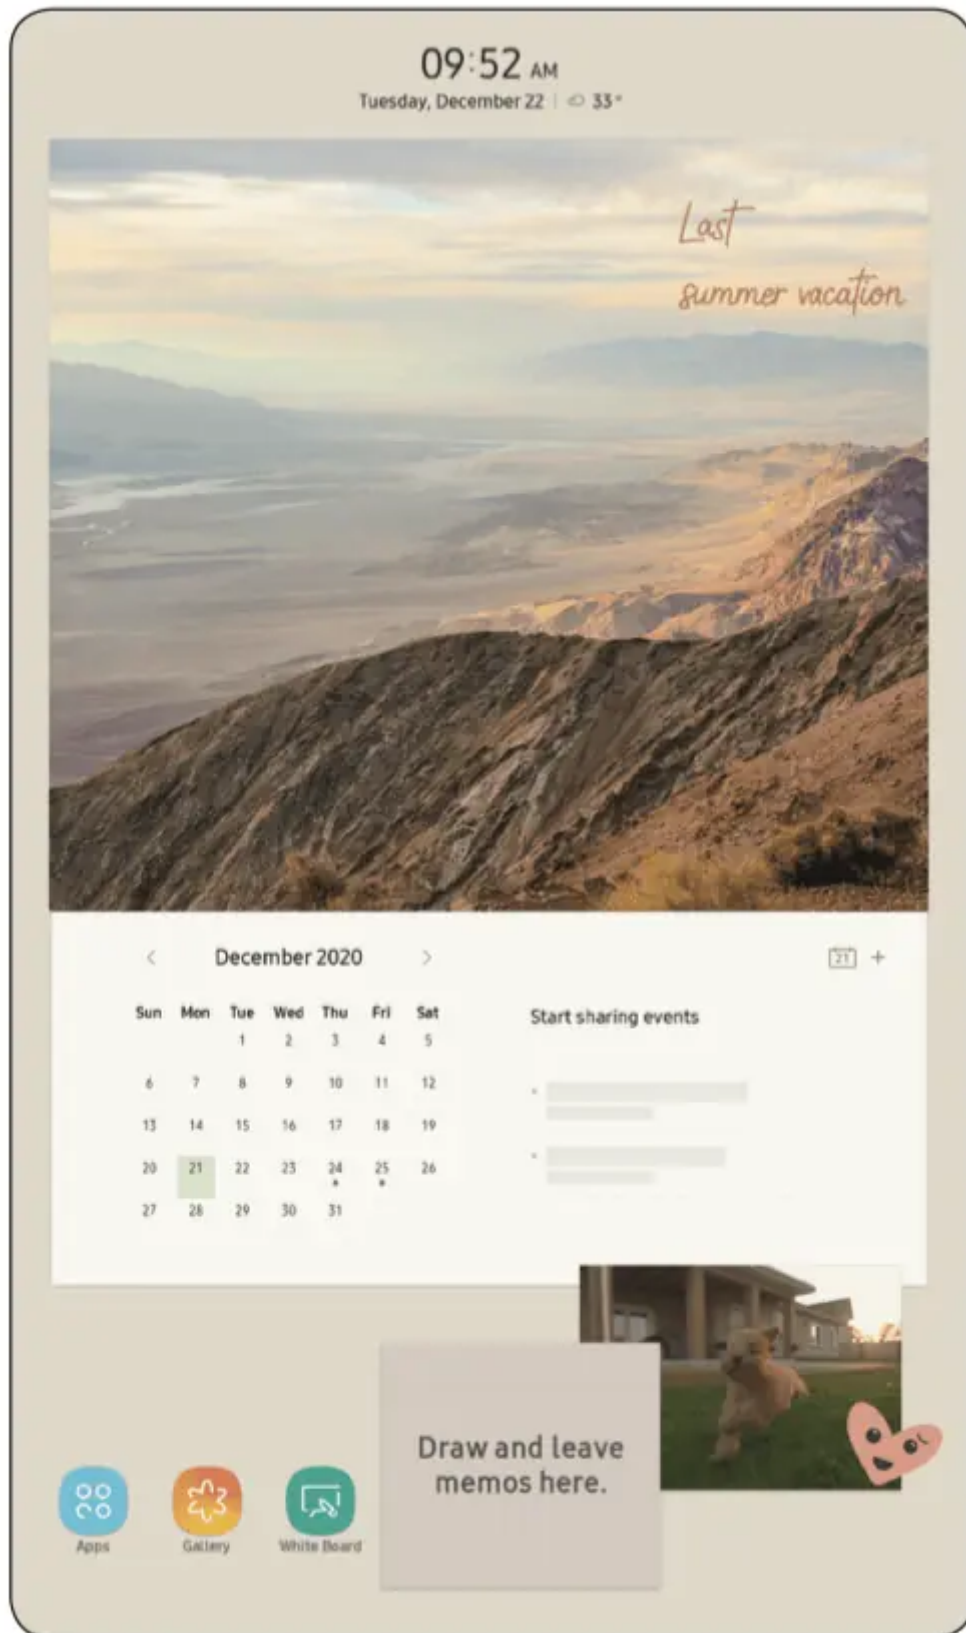 09:52 AM
Tuesday, December 22 33°
Last
summer vacation
December 2020
21
Sun Mon Tue Wed Thu Fri Sat
1 2 3 4 5
6 7 8 9 10 11 12
13 14 15 16 17 18 19
20 21 22 23 24 25 26
27 28 29 30 31
Start sharing events
Draw and leave
memos here.
Apps
Gallery
White Board